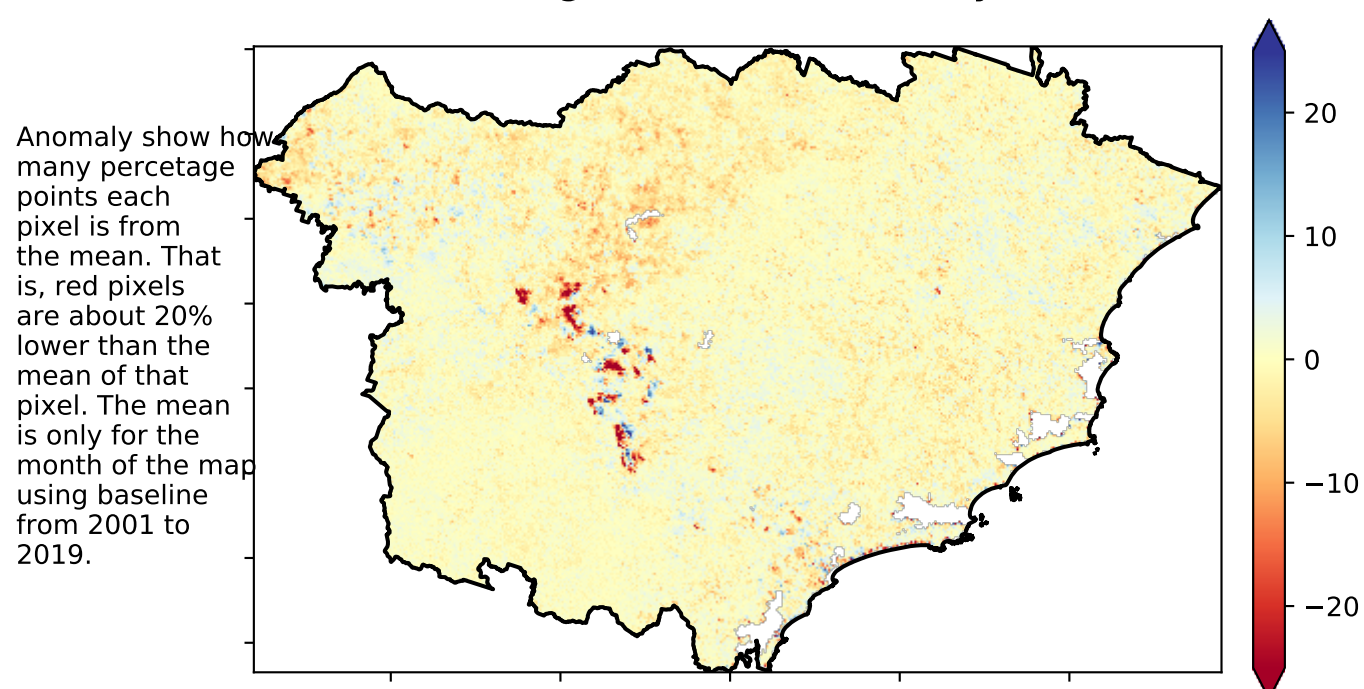 Anomaly show how
many percetage
points each
pixel is from
the mean. That
is, red pixels
are about 20%
lower than the
mean of that
pixel. The mean
is only for the
month of the map
using baseline
from 2001 to
2019.
20
10
0
−10
−20